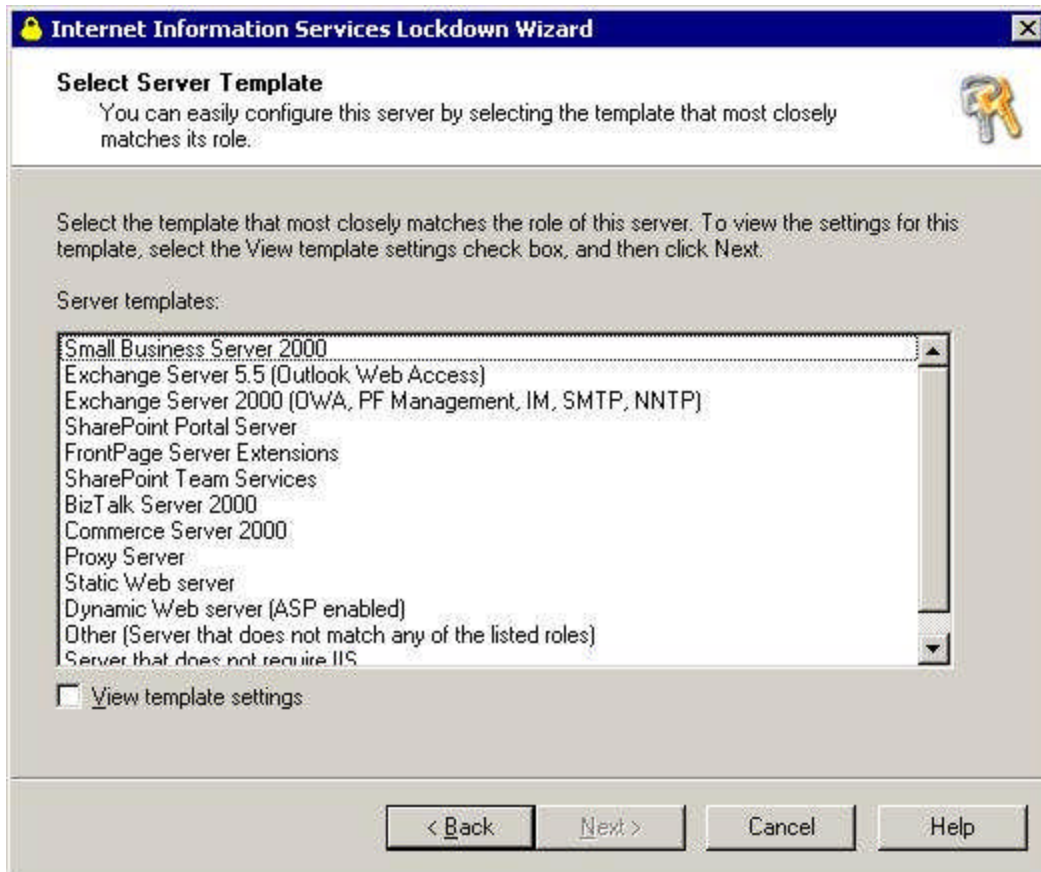 Internet Information Services Lockdown Wizard
Select Server Template
You can easily configure this server by selecting the template that most closely
matches its role.
Select the template that most closely matches the role of this server. To view the settings for this
template, select the View template settings check box, and then click Next.
Server templates:
Small Business Server 2000
Exchange Server 5.5 (Outlook Web Access)
Exchange Server 2000 (OWA, PF Management, IM, SMTP, NNTP)
SharePoint Portal Server
FrontPage Server Extensions
SharePoint Team Services
BizTalk Server 2000
Commerce Server 2000
Proxy Server
Static Web server
Dynamic Web server (ASP enabled)
Other (Server that does not match any of the listed roles)
Server that does not require IIS
View template settings
< Back Next > Cancel Help